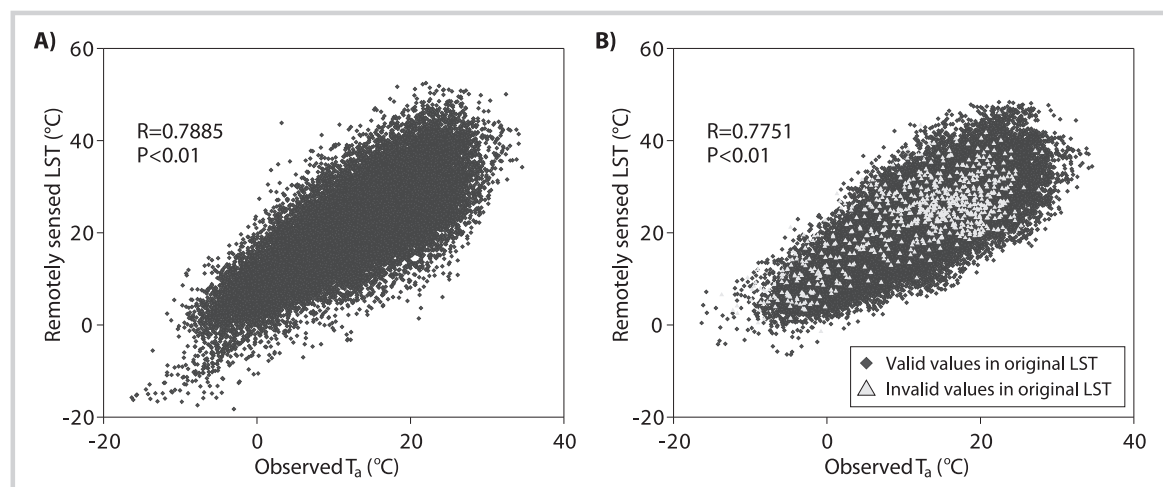 A)
60
40
20
0
-20
-20
0
20
40
Remotely sensed LST (°C)
Observed Tₐ (°C)
R=0.7885
P<0.01
B)
60
40
20
0
-20
-20
0
20
40
Remotely sensed LST (°C)
Observed Tₐ (°C)
R=0.7751
P<0.01
Valid values in original LST
Invalid values in original LST